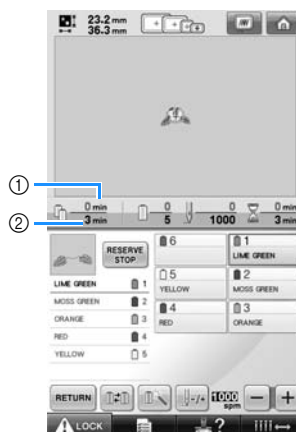 23.2 mm
36.3 mm
①
0 min
0
0
0 min
②
3 min
5
1000
3 min
RESERVE
STOP
6
1
LIME GREEN
LIME GREEN
1
5
YELLOW
2
MOSS GREEN
MOSS GREEN
2
ORANGE
3
4
RED
3
ORANGE
RED
4
YELLOW
5
RETURN
-/+
1000
spm
-
+
LOCK
?